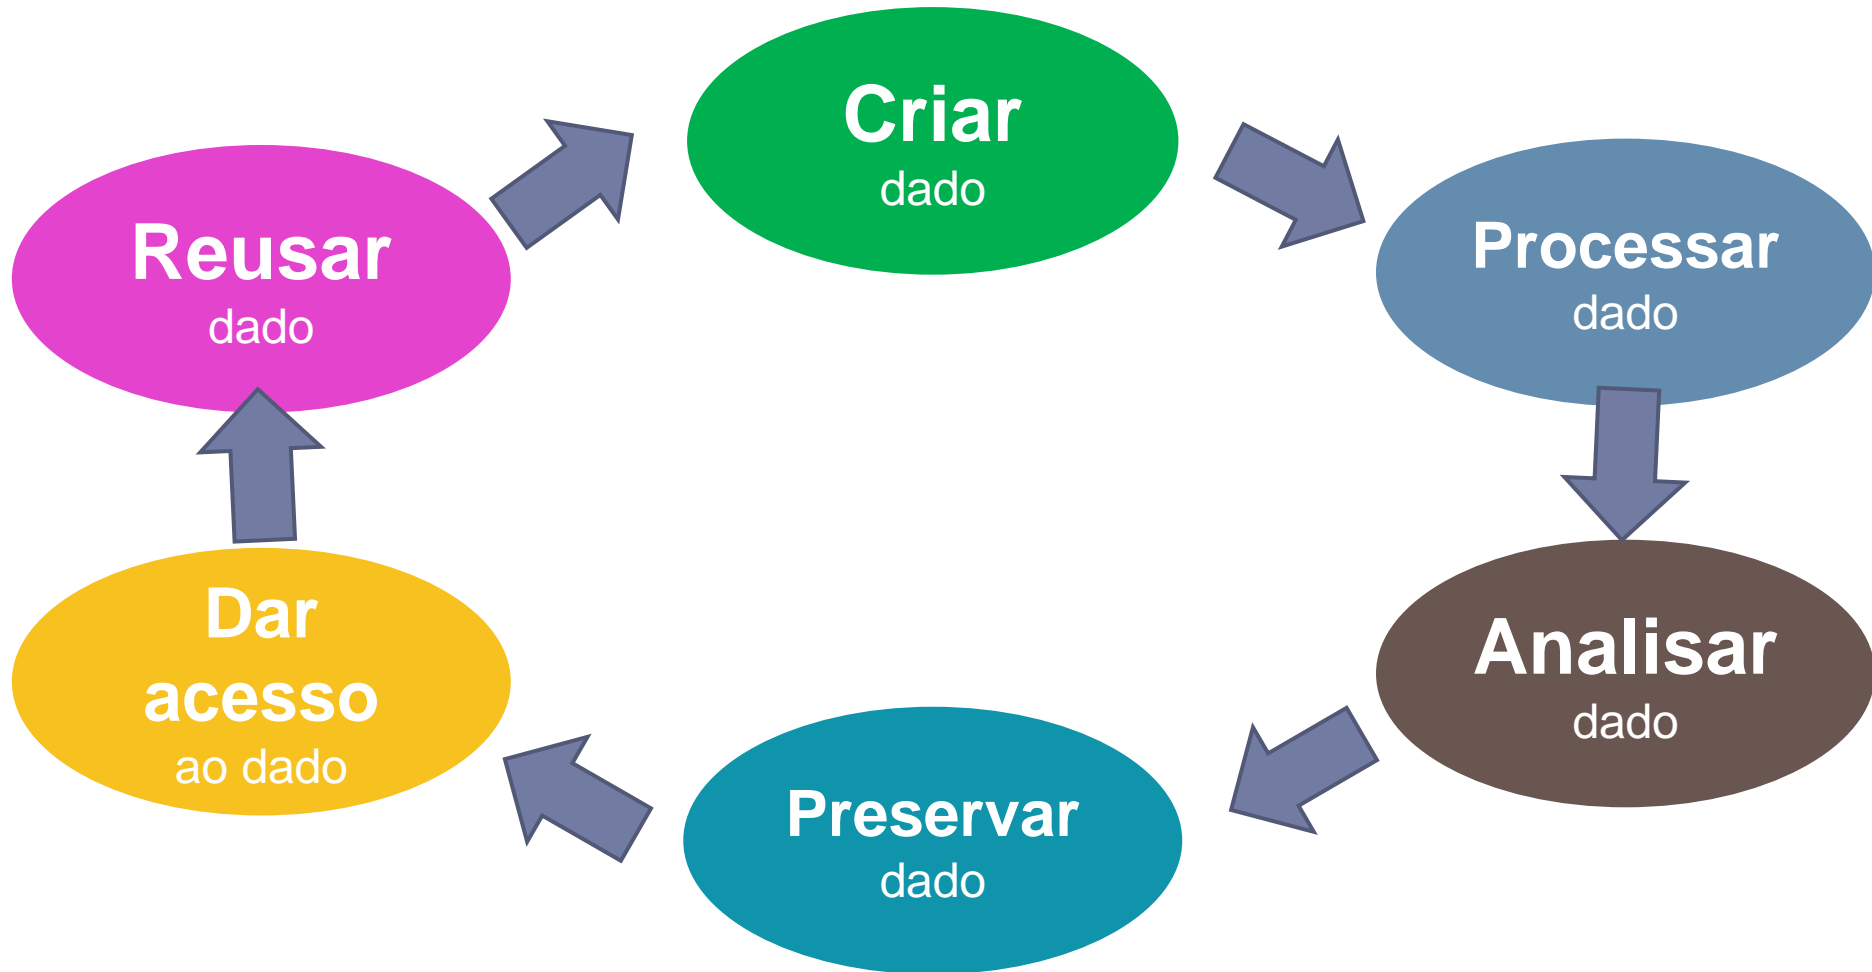 Criar
dado
Processar
dado
Analisar
dado
Preservar
dado
Dar
acesso
ao dado
Reusar
dado